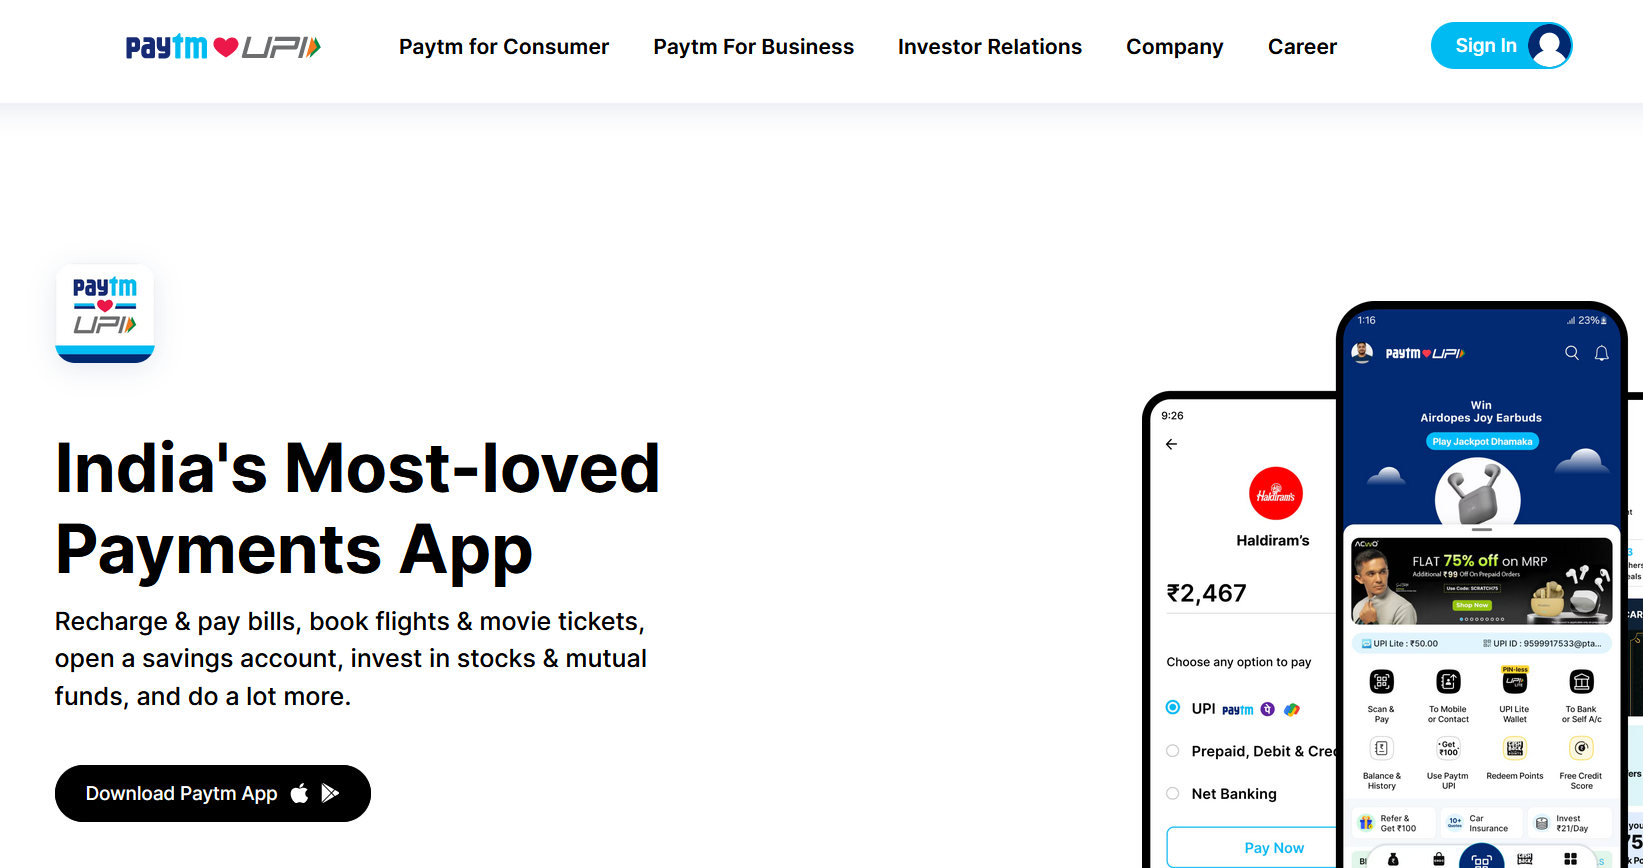 paytm UPI
Paytm for Consumer
Paytm For Business
Investor Relations
Company
Career
Sign In
paytm
UPI
India's Most-loved
Payments App
Recharge & pay bills, book flights & movie tickets,
open a savings account, invest in stocks & mutual
funds, and do a lot more.
Download Paytm App
9:26
Haldiram's
Haldiram's
₹2,467
Choose any option to pay
UPI paytm पे
Prepaid, Debit & Cre
Net Banking
Pay Now
1:16
23%
paytm UPI
Win
Airdopes Joy Earbuds
Play Jackpot Dhamaka
ACwO
FLAT 75% off on MRP
Additional ₹99 Off On Prepaid Orders
Use Code: SCRATCH75
Shop Now
UPI Lite : ₹50.00
UPI ID : 9599917533@pta...
Scan &
Pay
To Mobile
or Contact
PIN-less
UPI
LITE
UPI Lite
Wallet
To Bank
or Self A/c
Balance &
History
Get
₹100
Use Paytm
UPI
Redeem Points
Free Credit
Score
Refer &
Get ₹100
10+
Quotes
Car
Insurance
Invest
₹21/Day